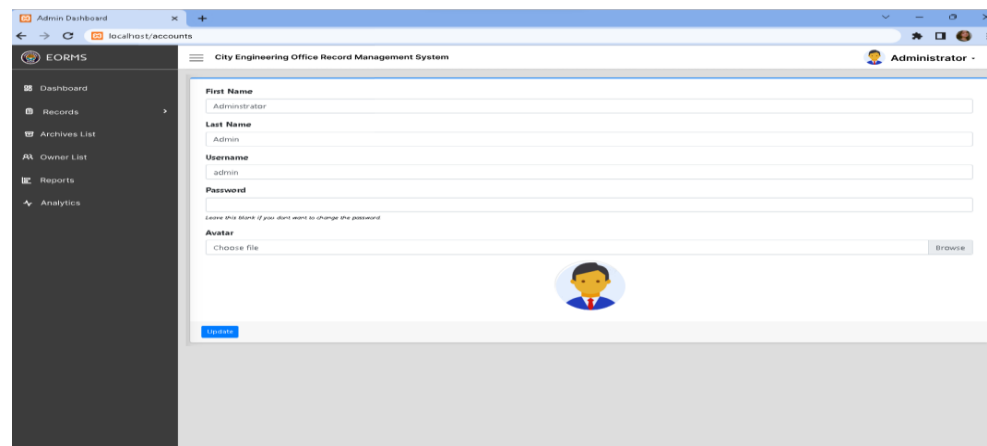 Admin Dashboard
localhost/accounts
EORMS
City Engineering Office Record Management System
Administrator
Dashboard
Records
Archives List
Owner List
Reports
Analytics
First Name
Adminstrator
Last Name
Admin
Username
admin
Password
Leave this blank if you dont want to change the password.
Avatar
Choose file
Browse
Update